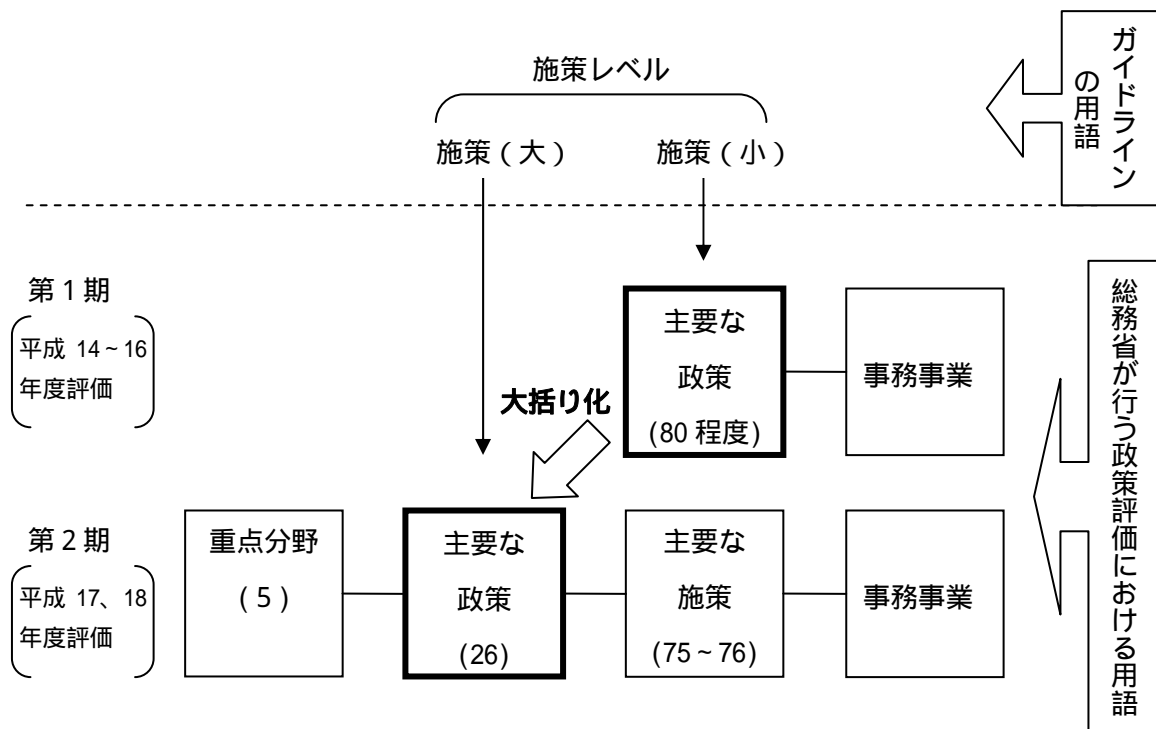 施策レベル
施策（大）
施策（小）
ガイドライン
の用語
第１期
平成 14～16
年度評価
主要な
政策
(80 程度)
事務事業
大括り化
第２期
平成 17、18
年度評価
重点分野
(５)
主要な
政策
(26)
主要な
施策
(75～76)
事務事業
総務省が行う政策評価における用語